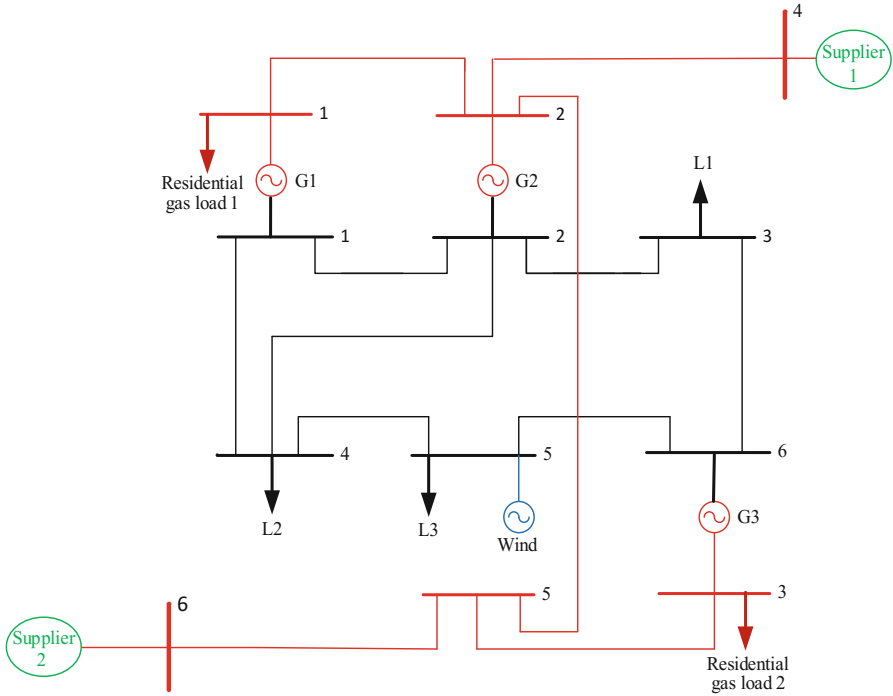 4
Supplier
1
1
2
Residential
gas load 1
G1
G2
L1
1
2
3
4
5
6
L2
L3
Wind
G3
6
5
3
Supplier
2
Residential
gas load 2